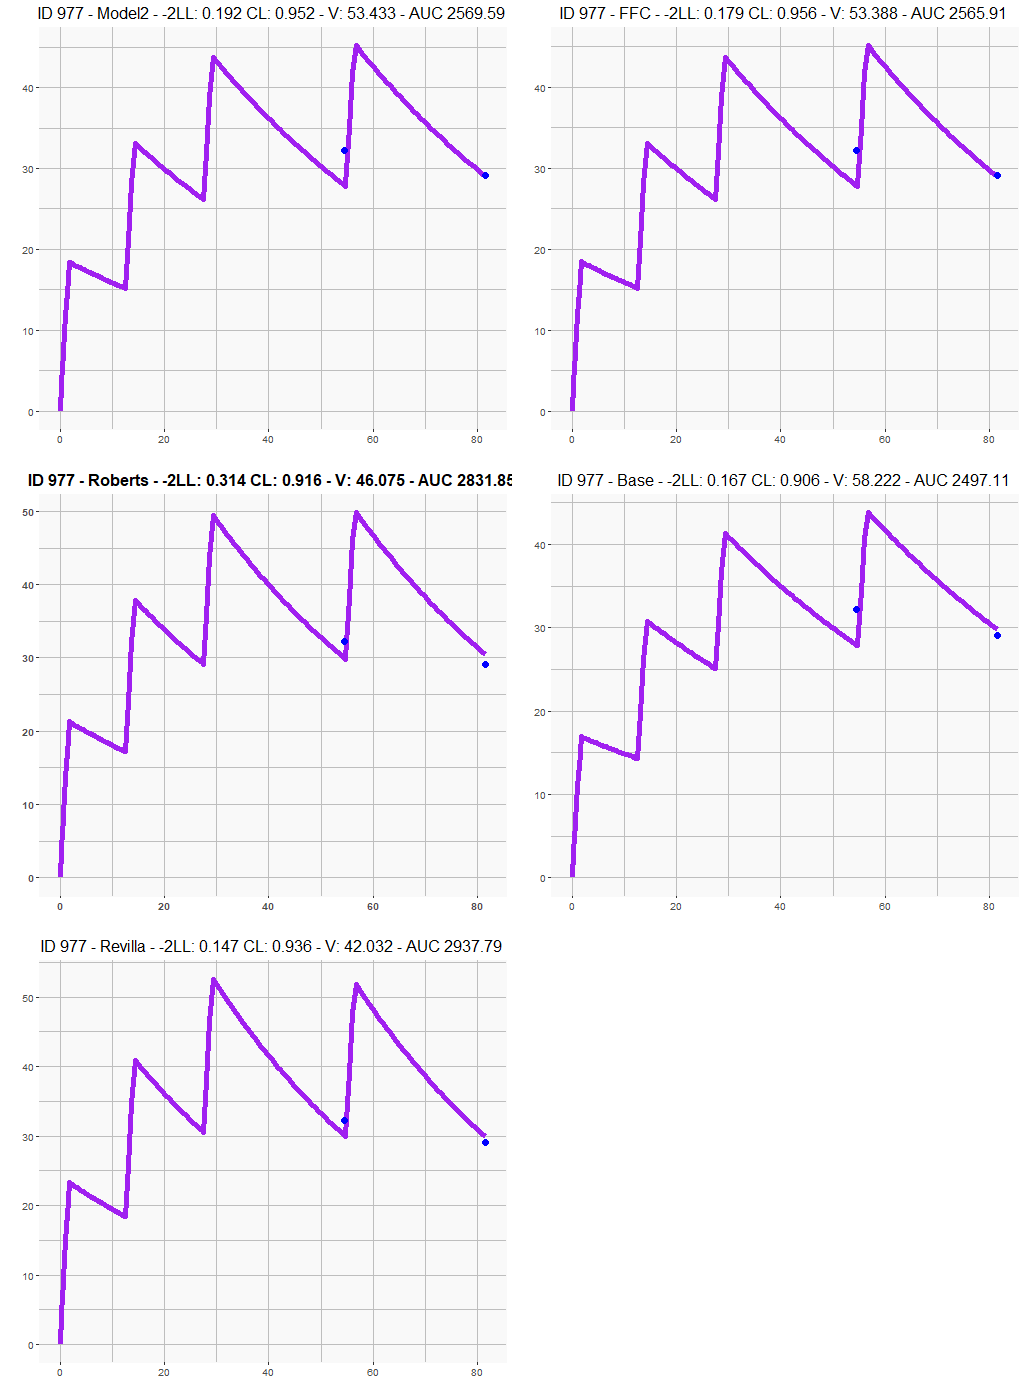 ID 977 - Model2 - -2LL: 0.192 CL: 0.952 - V: 53.433 - AUC 2569.59
40
30
20
10
0
0 20 40 60 80
ID 977 - FFC - -2LL: 0.179 CL: 0.956 - V: 53.388 - AUC 2565.91
40
30
20
10
0
0 20 40 60 80
ID 977 - Roberts - -2LL: 0.314 CL: 0.916 - V: 46.075 - AUC 2831.85
50
40
30
20
10
0
0 20 40 60 80
ID 977 - Base - -2LL: 0.167 CL: 0.906 - V: 58.222 - AUC 2497.11
40
30
20
10
0
0 20 40 60 80
ID 977 - Revilla - -2LL: 0.147 CL: 0.936 - V: 42.032 - AUC 2937.79
50
40
30
20
10
0
0 20 40 60 80